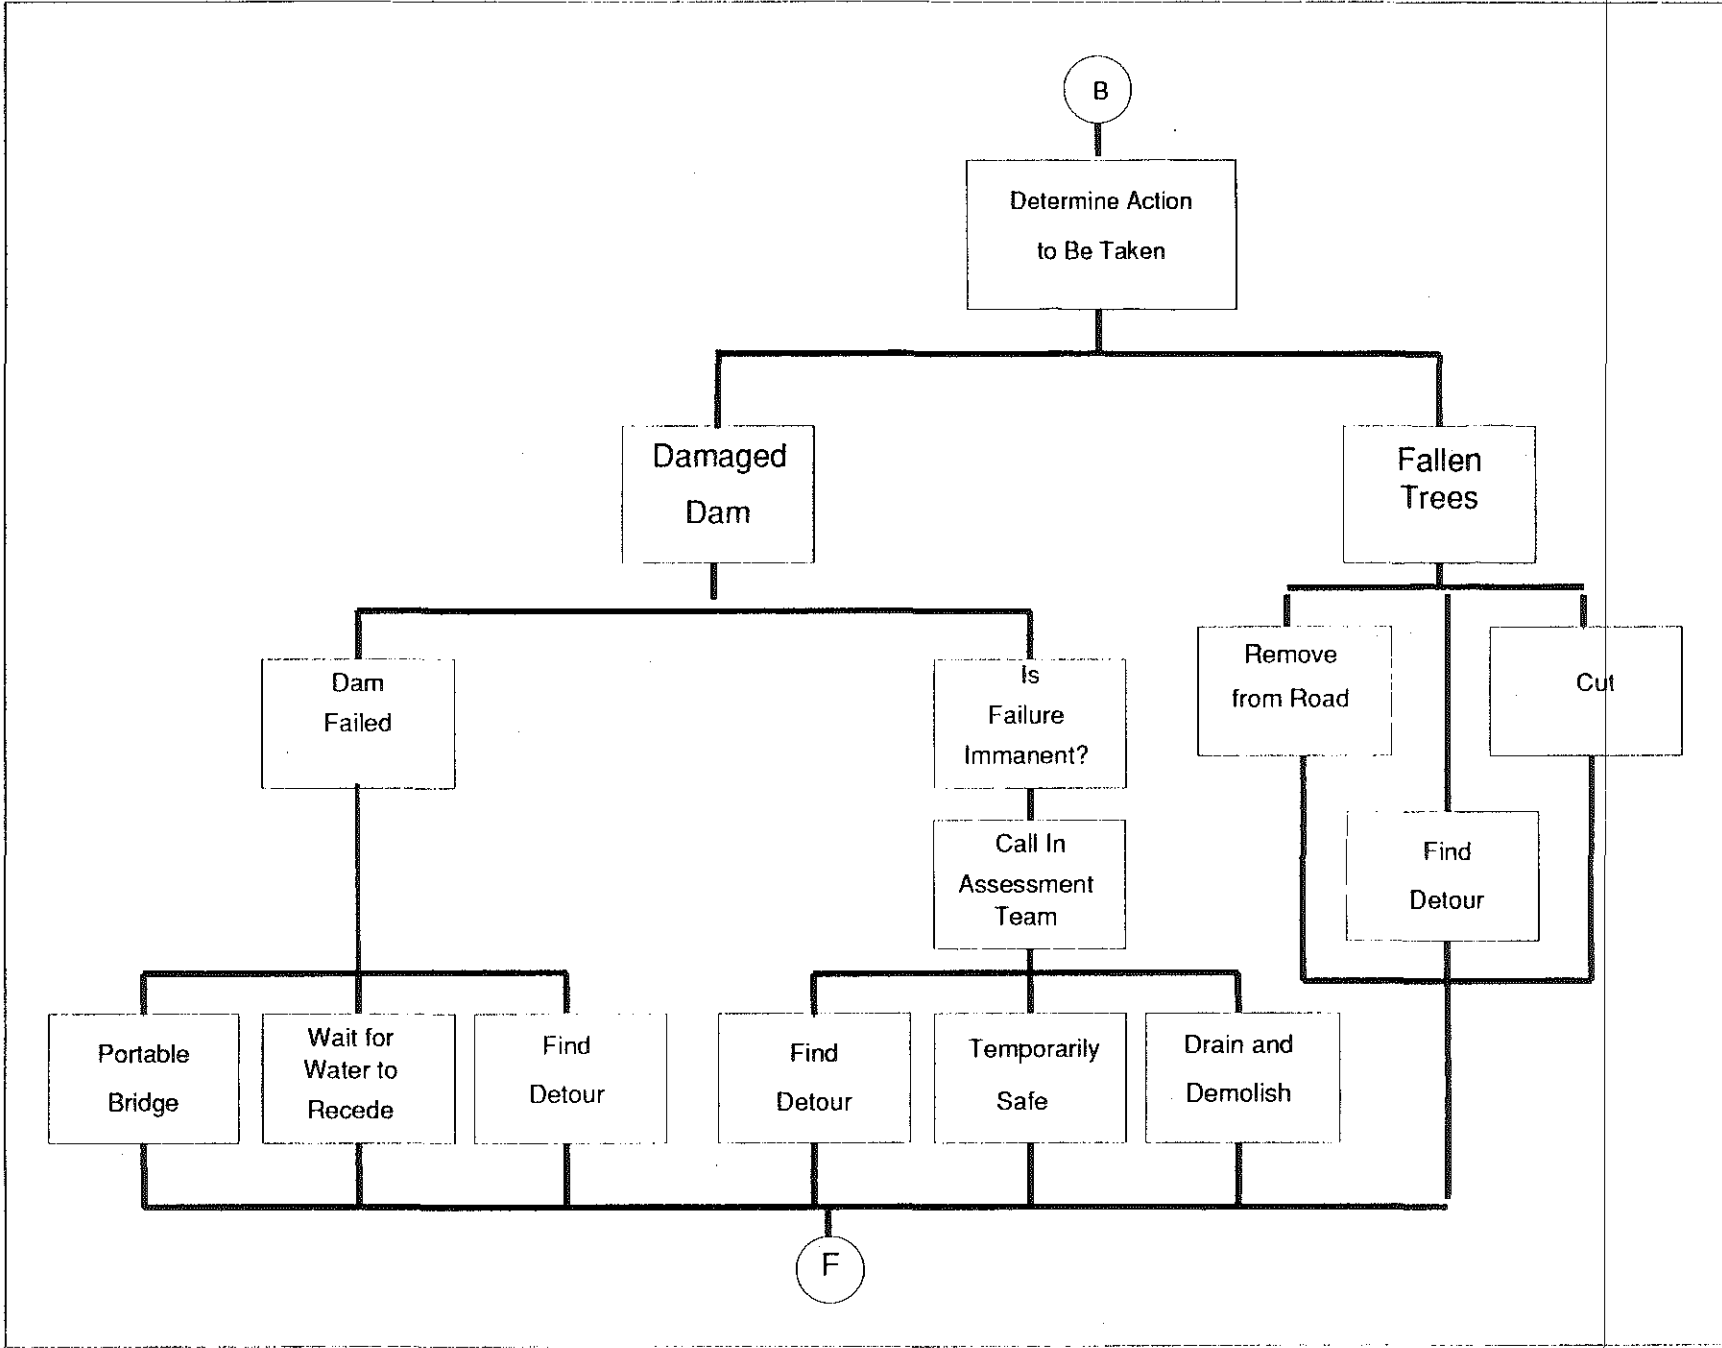 B
Determine Action
to Be Taken
Damaged
Dam
Fallen
Trees
Dam
Failed
Is
Failure
Immanent?
Remove
from Road
Cut
Call In
Assessment
Team
Find
Detour
Portable
Bridge
Wait for
Water to
Recede
Find
Detour
Find
Detour
Temporarily
Safe
Drain and
Demolish
F